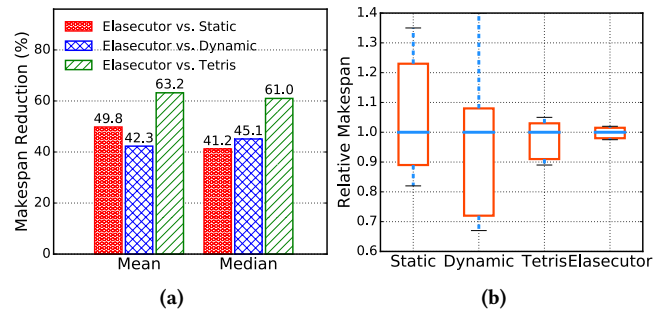 Elasecutor vs. Static
Elasecutor vs. Dynamic
Elasecutor vs. Tetris
Makespan Reduction (%)
80
60
40
20
0
49.8
42.3
63.2
41.2
45.1
61.0
Mean
Median
(a)
Relative Makespan
1.4
1.3
1.2
1.1
1.0
0.9
0.8
0.7
0.6
Static
Dynamic
Tetris
Elasecutor
(b)